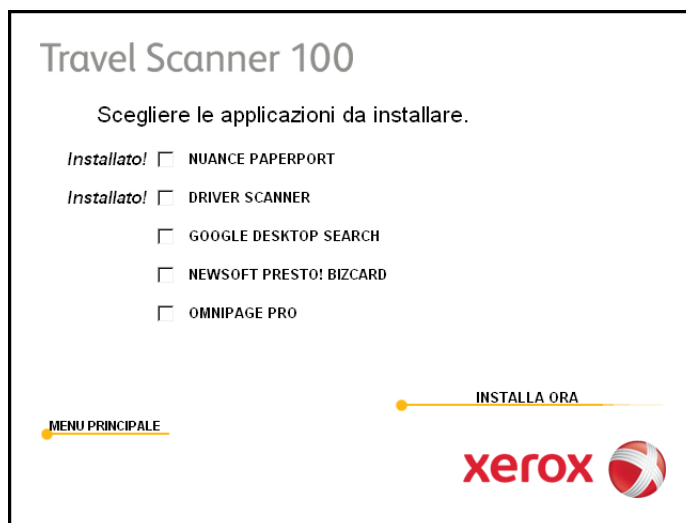 Travel Scanner 100
Scegliere le applicazioni da installare.
Installato! NUANCE PAPERPORT
Installato! DRIVER SCANNER
GOOGLE DESKTOP SEARCH
NEWSOFT PRESTO! BIZCARD
OMNIPAGE PRO
INSTALLA ORA
MENU PRINCIPALE
xerox